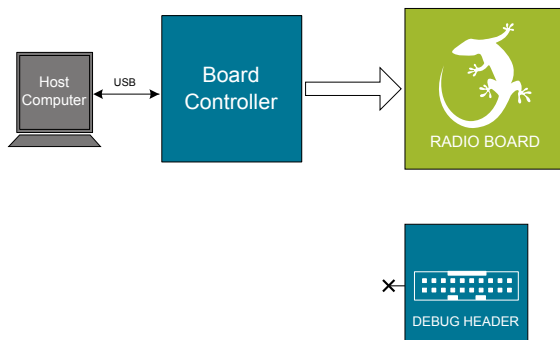 Host
Computer
USB
Board
Controller
RADIO BOARD
DEBUG HEADER